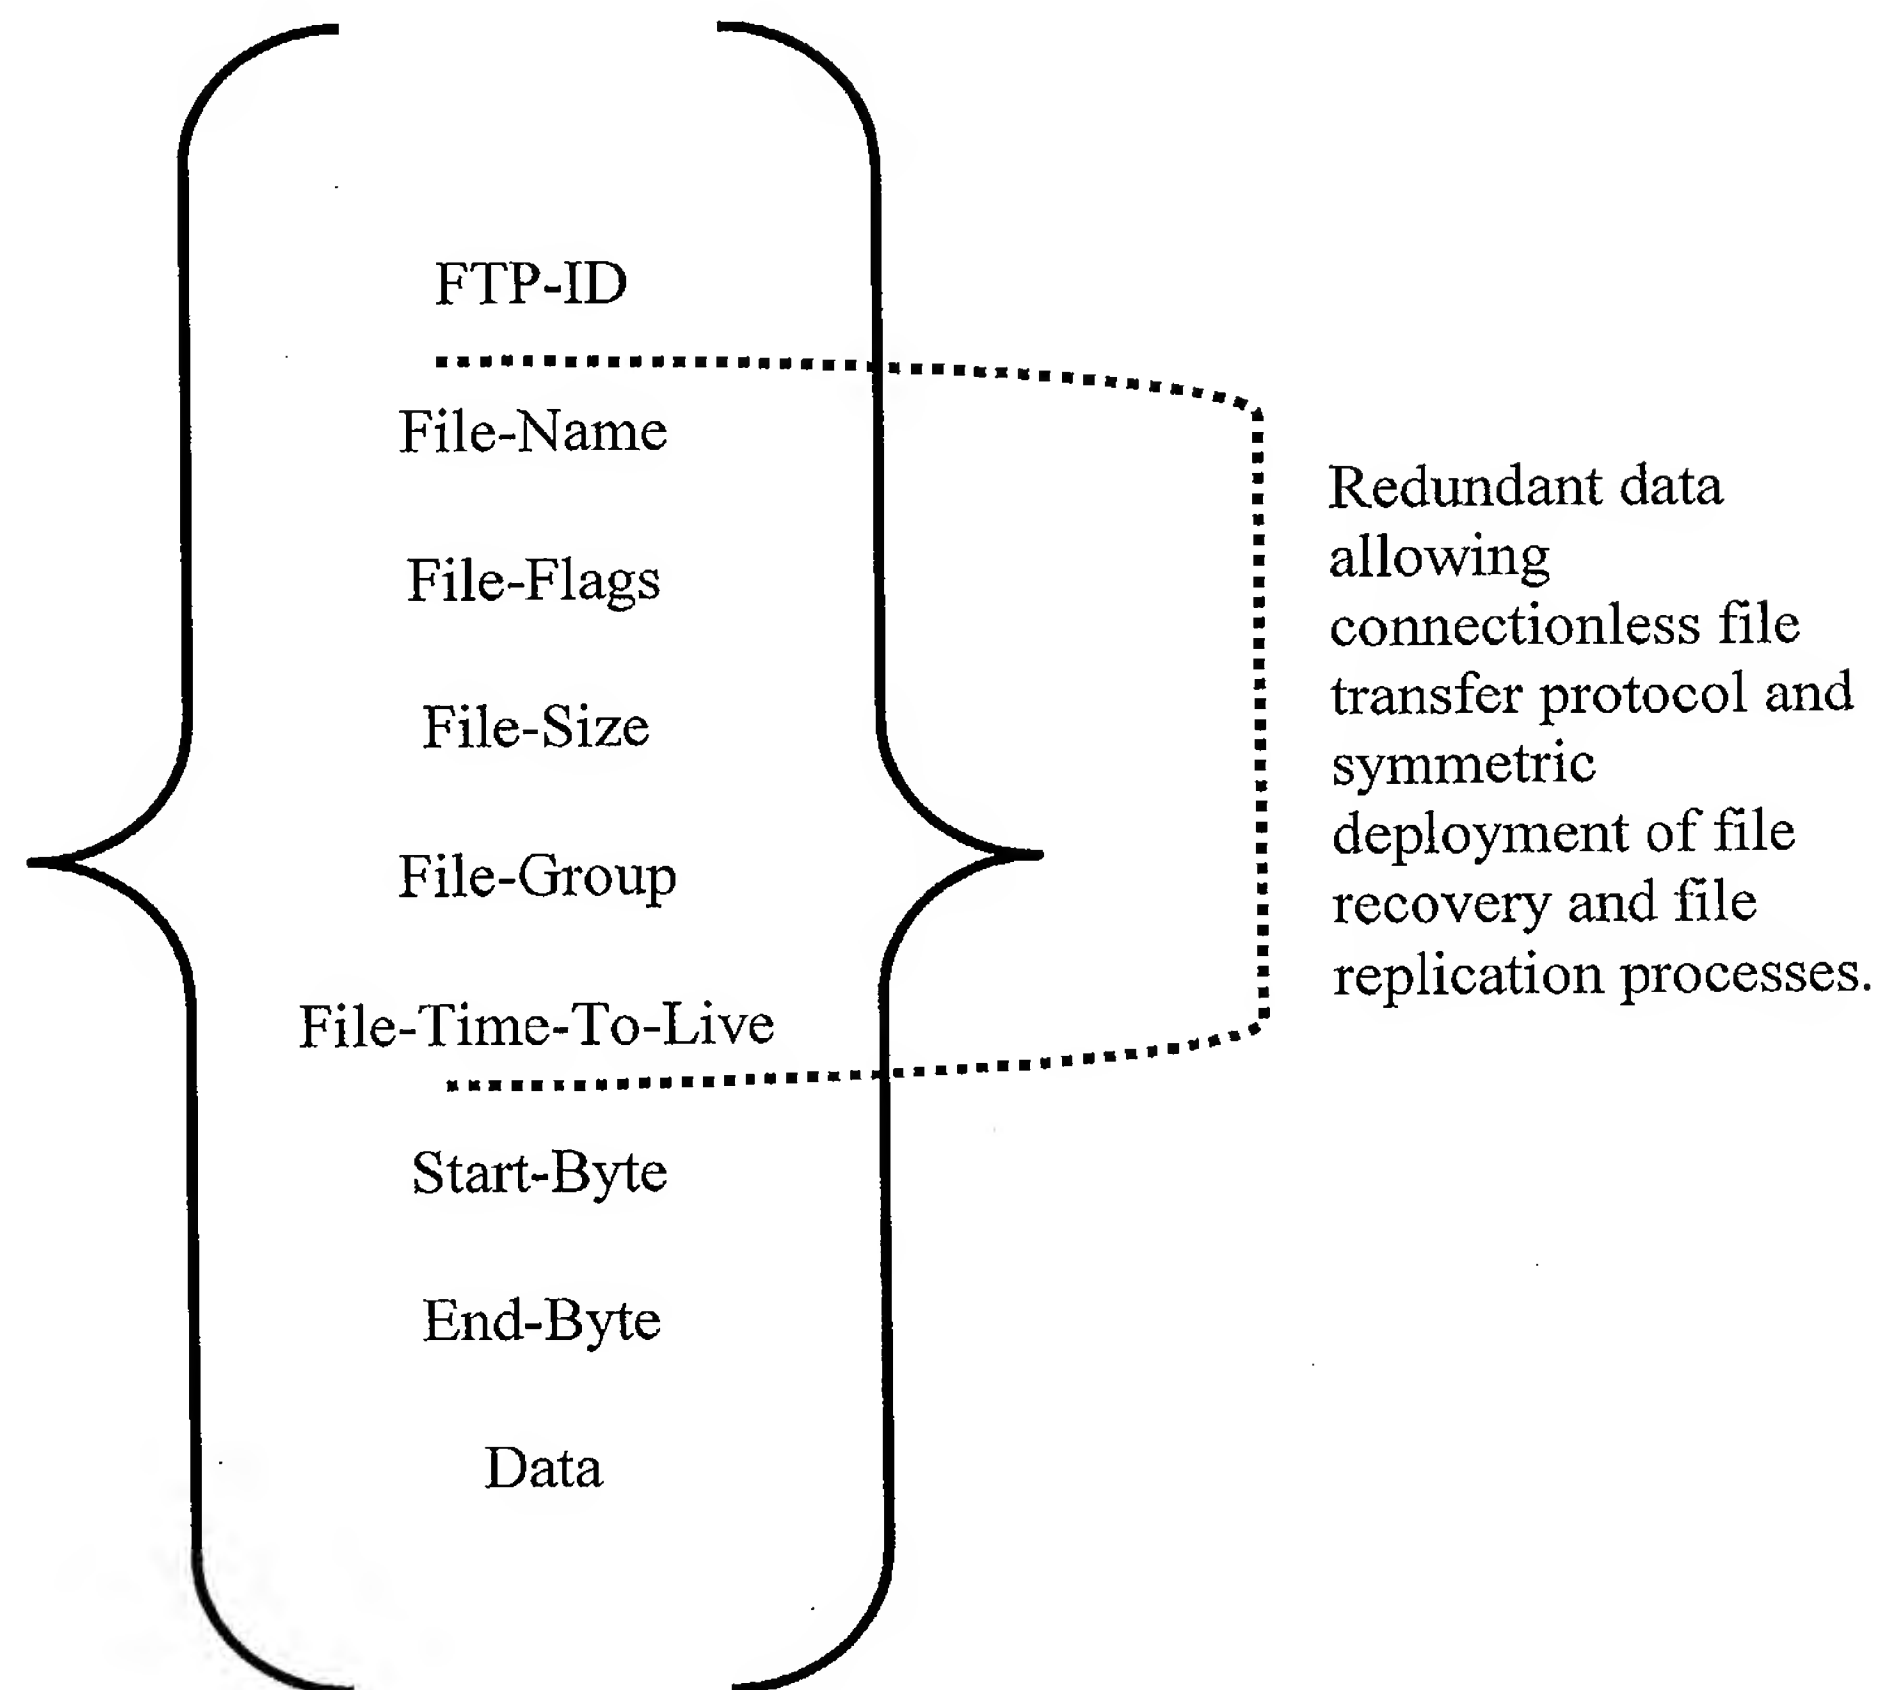 FTP-ID
File-Name
File-Flags
File-Size
File-Group
File-Time-To-Live
Start-Byte
End-Byte
Data
Redundant data
allowing
connectionless file
transfer protocol and
symmetric
deployment of file
recovery and file
replication processes.